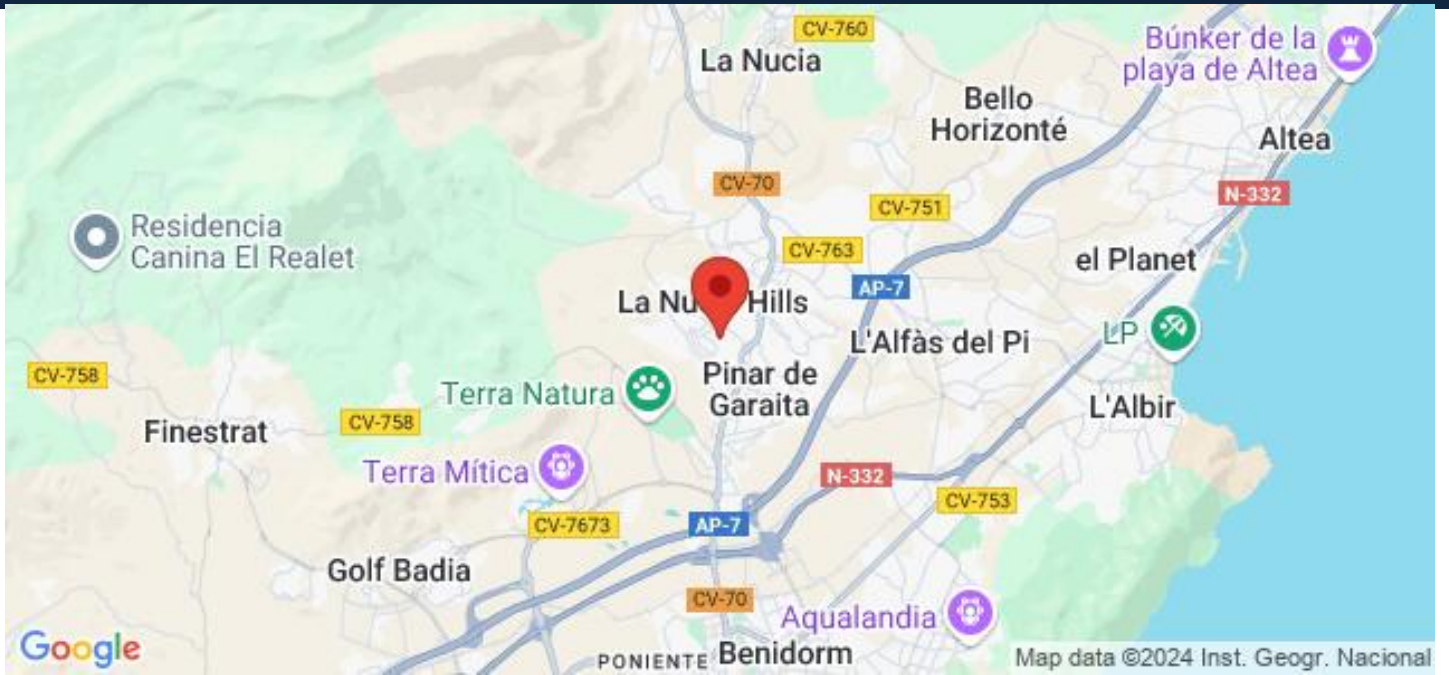 CV-760
La Nucia
Búnker de la
playa de Altea
Bello
Horizonté
Altea
CV-70
N-332
CV-751
Residencia
Canina El Realet
CV-763
el Planet
AP-7
La Nu Hills
LP
L'Alfàs del Pi
CV-758
Pinar de
Garaita
Terra Natura
L'Albir
CV-758
Finestrat
Terra Mítica
N-332
CV-753
CV-7673
AP-7
Golf Badia
CV-70
Aqualandia
Google
PONIENTE
Benidorm
Map data ©2024 Inst. Geogr. Nacional